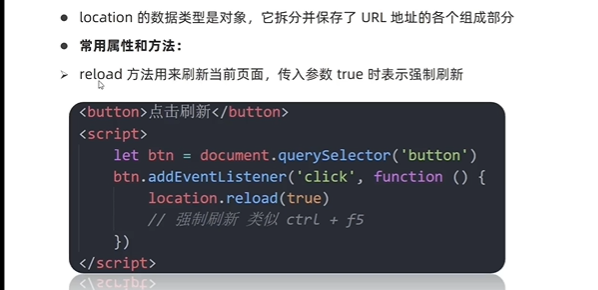 location 的数据类型是对象，它拆分并保存了 URL 地址的各个组成部分
常用属性和方法：
reload 方法用来刷新当前页面，传入参数 true 时表示强制刷新
<button>点击刷新</button>
<script>
let btn = document.querySelector('button')
btn.addEventListener('click', function () {
location.reload(true)
// 强制刷新 类似 ctrl + f5
})
</script>